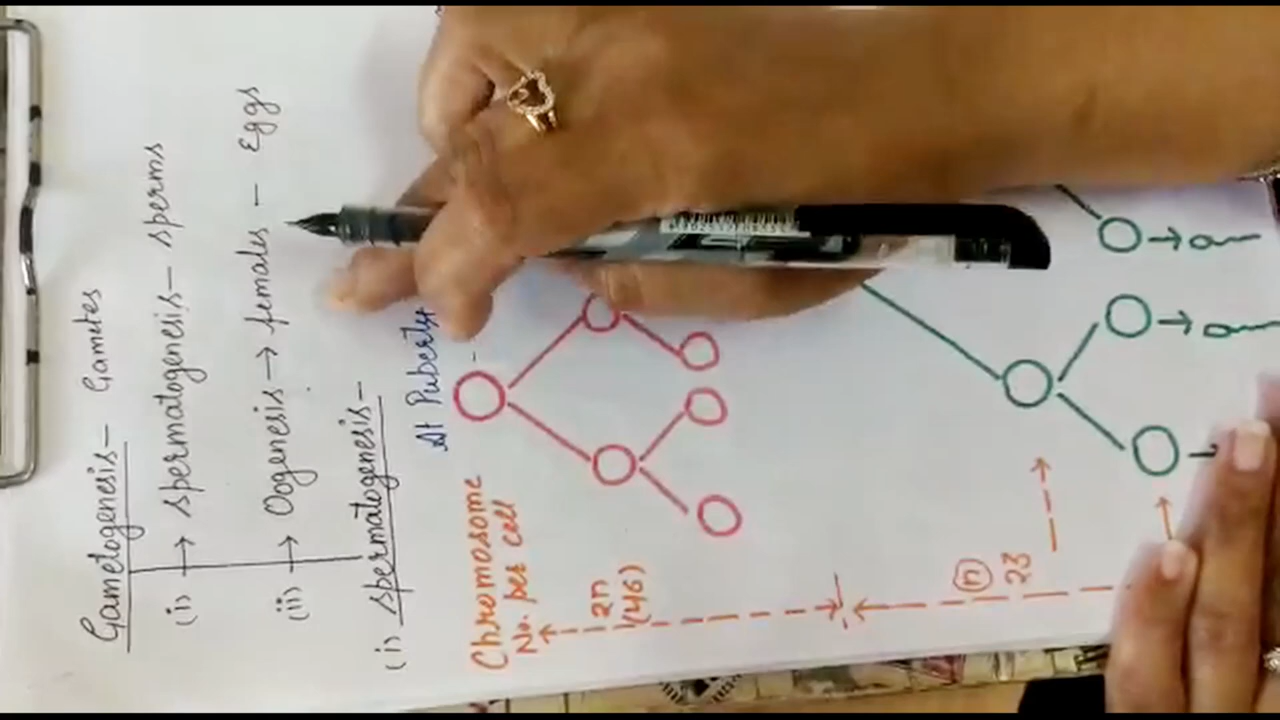 Gametogenesis- Gametes
(i) → spermatogenesis- sperms
(ii) → Oogenesis → females - Eggs
(i) spermatogenesis-
At Puberty
Chromosome
No. per cell
2n
(46)
n
23